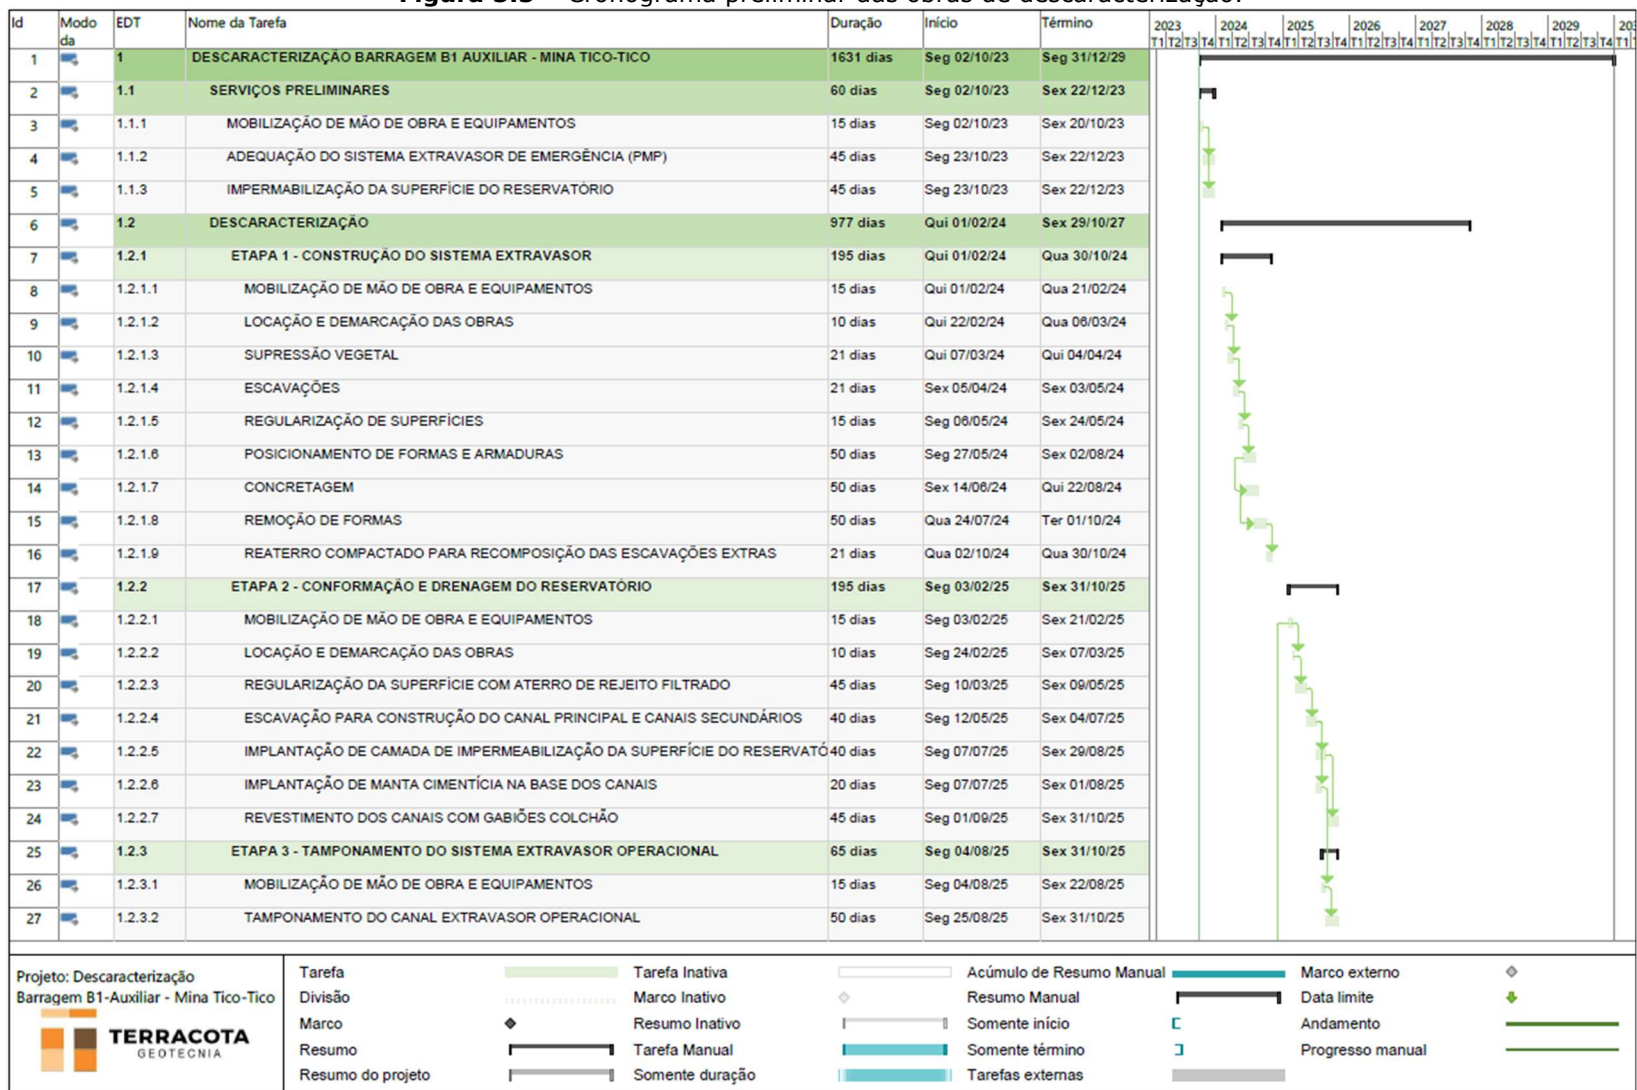 Figura 5.5 – Cronograma preliminar das obras de descaracterização.
Id Modo da EDT Nome da Tarefa Duração Início Término 2023 2024 2025 2026 2027 2028 2029 203
T1 T2 T3 T4 T1 T2 T3 T4 T1 T2 T3 T4 T1 T2 T3 T4 T1 T2 T3 T4 T1 T2 T3 T4 T1 T2 T3 T4 T1
1 1 DESCARACTERIZAÇÃO BARRAGEM B1 AUXILIAR - MINA TICO-TICO 1631 dias Seg 02/10/23 Seg 31/12/29
2 1.1 SERVIÇOS PRELIMINARES 60 dias Seg 02/10/23 Sex 22/12/23
3 1.1.1 MOBILIZAÇÃO DE MÃO DE OBRA E EQUIPAMENTOS 15 dias Seg 02/10/23 Sex 20/10/23
4 1.1.2 ADEQUAÇÃO DO SISTEMA EXTRAVASOR DE EMERGÊNCIA (PMP) 45 dias Seg 23/10/23 Sex 22/12/23
5 1.1.3 IMPERMABILIZAÇÃO DA SUPERFÍCIE DO RESERVATÓRIO 45 dias Seg 23/10/23 Sex 22/12/23
6 1.2 DESCARACTERIZAÇÃO 977 dias Qui 01/02/24 Sex 29/10/27
7 1.2.1 ETAPA 1 - CONSTRUÇÃO DO SISTEMA EXTRAVASOR 195 dias Qui 01/02/24 Qua 30/10/24
8 1.2.1.1 MOBILIZAÇÃO DE MÃO DE OBRA E EQUIPAMENTOS 15 dias Qui 01/02/24 Qua 21/02/24
9 1.2.1.2 LOCAÇÃO E DEMARCAÇÃO DAS OBRAS 10 dias Qui 22/02/24 Qua 06/03/24
10 1.2.1.3 SUPRESSÃO VEGETAL 21 dias Qui 07/03/24 Qui 04/04/24
11 1.2.1.4 ESCAVAÇÕES 21 dias Sex 05/04/24 Sex 03/05/24
12 1.2.1.5 REGULARIZAÇÃO DE SUPERFÍCIES 15 dias Seg 06/05/24 Sex 24/05/24
13 1.2.1.6 POSICIONAMENTO DE FORMAS E ARMADURAS 50 dias Seg 27/05/24 Sex 02/08/24
14 1.2.1.7 CONCRETAGEM 50 dias Sex 14/06/24 Qui 22/08/24
15 1.2.1.8 REMOÇÃO DE FORMAS 50 dias Qua 24/07/24 Ter 01/10/24
16 1.2.1.9 REATERRO COMPACTADO PARA RECOMPOSIÇÃO DAS ESCAVAÇÕES EXTRAS 21 dias Qua 02/10/24 Qua 30/10/24
17 1.2.2 ETAPA 2 - CONFORMAÇÃO E DRENAGEM DO RESERVATÓRIO 195 dias Seg 03/02/25 Sex 31/10/25
18 1.2.2.1 MOBILIZAÇÃO DE MÃO DE OBRA E EQUIPAMENTOS 15 dias Seg 03/02/25 Sex 21/02/25
19 1.2.2.2 LOCAÇÃO E DEMARCAÇÃO DAS OBRAS 10 dias Seg 24/02/25 Sex 07/03/25
20 1.2.2.3 REGULARIZAÇÃO DA SUPERFÍCIE COM ATERRO DE REJEITO FILTRADO 45 dias Seg 10/03/25 Sex 09/05/25
21 1.2.2.4 ESCAVAÇÃO PARA CONSTRUÇÃO DO CANAL PRINCIPAL E CANAIS SECUNDÁRIOS 40 dias Seg 12/05/25 Sex 04/07/25
22 1.2.2.5 IMPLANTAÇÃO DE CAMADA DE IMPERMEABILIZAÇÃO DA SUPERFÍCIE DO RESERVATÓ 40 dias Seg 07/07/25 Sex 29/08/25
23 1.2.2.6 IMPLANTAÇÃO DE MANTA CIMENTÍCIA NA BASE DOS CANAIS 20 dias Seg 07/07/25 Sex 01/08/25
24 1.2.2.7 REVESTIMENTO DOS CANAIS COM GABIÕES COLCHÃO 45 dias Seg 01/09/25 Sex 31/10/25
25 1.2.3 ETAPA 3 - TAMPONAMENTO DO SISTEMA EXTRAVASOR OPERACIONAL 65 dias Seg 04/08/25 Sex 31/10/25
26 1.2.3.1 MOBILIZAÇÃO DE MÃO DE OBRA E EQUIPAMENTOS 15 dias Seg 04/08/25 Sex 22/08/25
27 1.2.3.2 TAMPONAMENTO DO CANAL EXTRAVASOR OPERACIONAL 50 dias Seg 25/08/25 Sex 31/10/25
Projeto: Descaracterização
Barragem B1-Auxiliar - Mina Tico-Tico
TERRACOTA
GEOTECNIA
Tarefa Tarefa Inativa Acúmulo de Resumo Manual Marco externo
Divisão Marco Inativo Resumo Manual Data limite
Marco Resumo Inativo Somente início Andamento
Resumo Tarefa Manual Somente término Progresso manual
Resumo do projeto Somente duração Tarefas externas